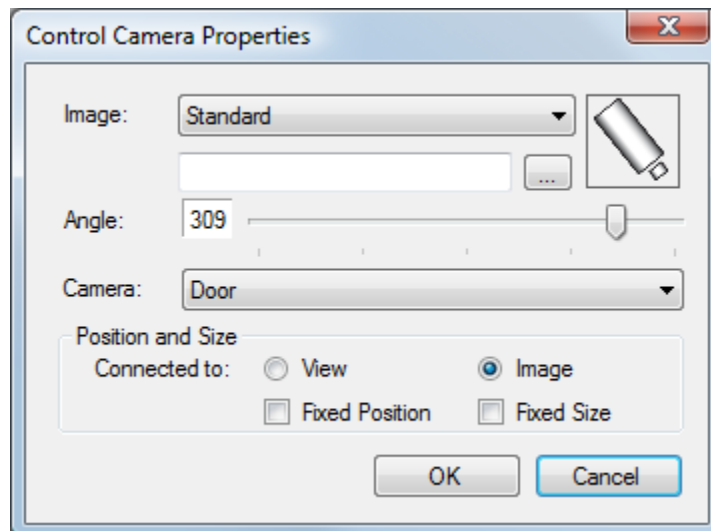 Control Camera Properties
Image: Standard
...
Angle: 309
Camera: Door
Position and Size
Connected to: View Image
Fixed Position Fixed Size
OK Cancel